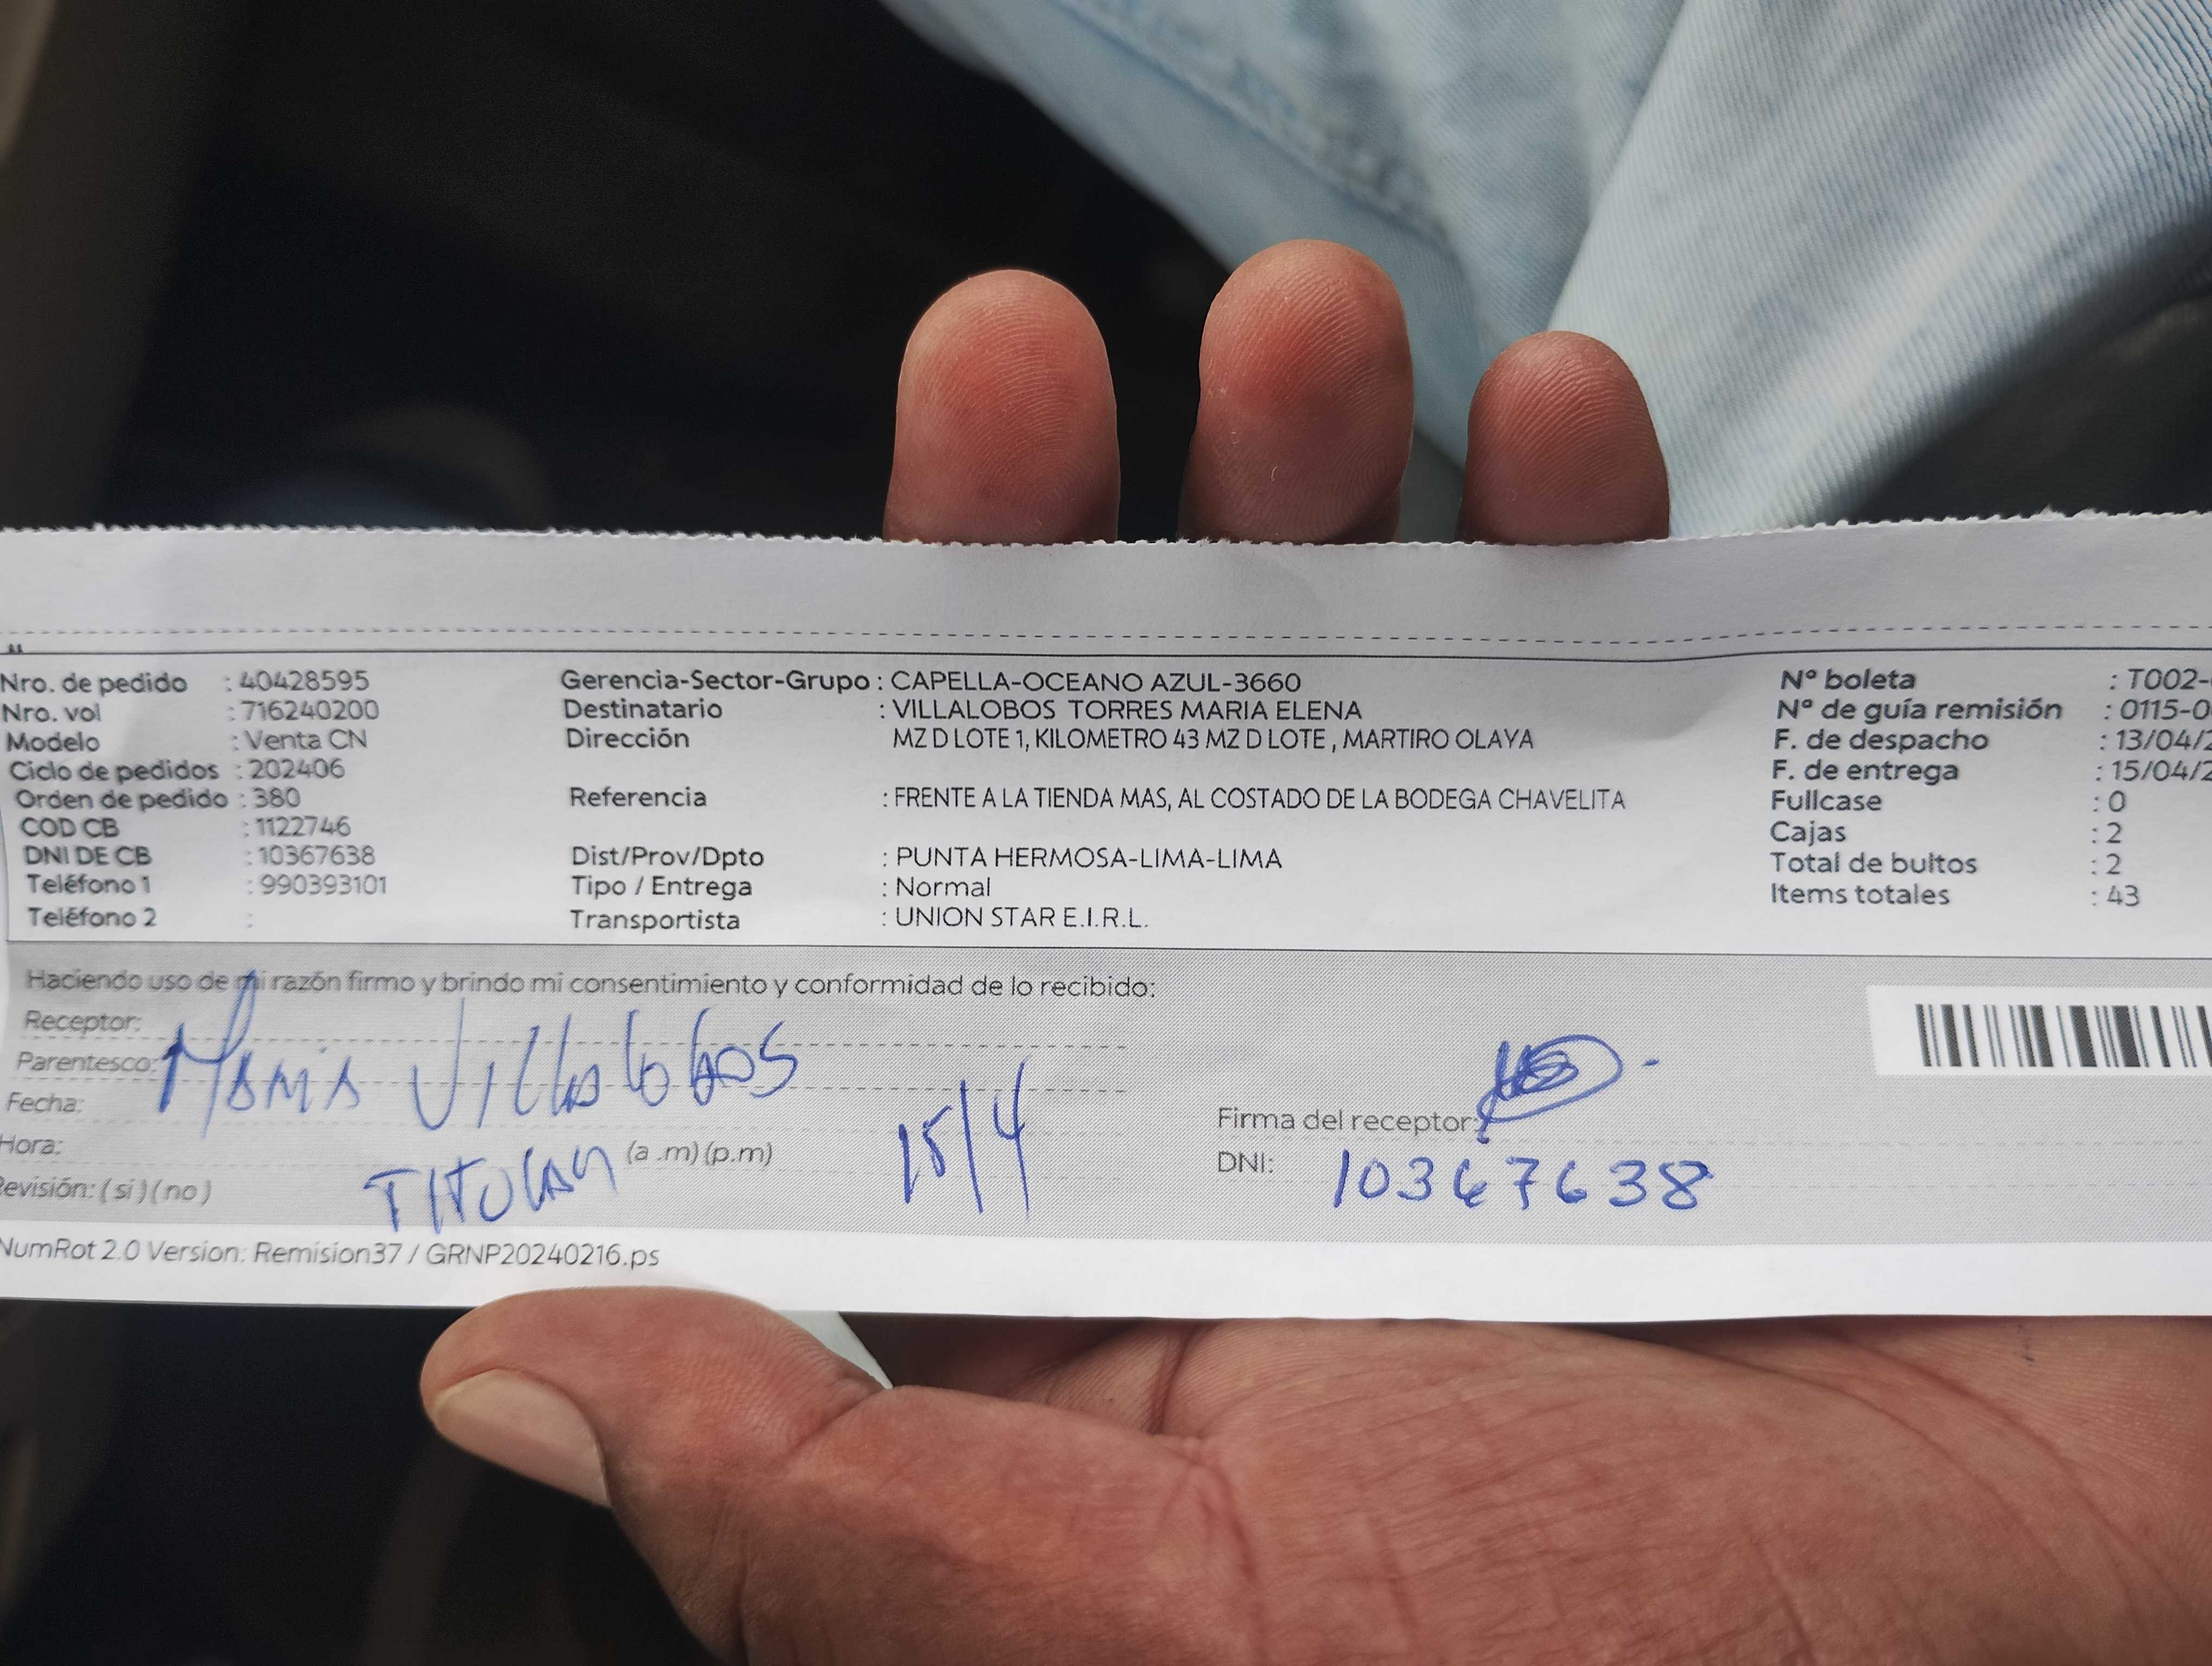 Nro. de pedido : 40428595
Nro. vol : 716240200
Modelo : Venta CN
Ciclo de pedidos : 202406
Orden de pedido : 380
COD CB : 1122746
DNI DE CB : 10367638
Teléfono 1 : 990393101
Teléfono 2 :
Gerencia-Sector-Grupo : CAPELLA-OCEANO AZUL-3660
Destinatario : VILLALOBOS TORRES MARIA ELENA
Dirección MZ D LOTE 1, KILOMETRO 43 MZ D LOTE , MARTIRO OLAYA
Referencia : FRENTE A LA TIENDA MAS, AL COSTADO DE LA BODEGA CHAVELITA
Dist/Prov/Dpto : PUNTA HERMOSA-LIMA-LIMA
Tipo / Entrega : Normal
Transportista : UNION STAR E.I.R.L.
Nº boleta : T002-
Nº de guía remisión : 0115-0
F. de despacho : 13/04/2
F. de entrega : 15/04/2
Fullcase : 0
Cajas : 2
Total de bultos : 2
Items totales : 43
Haciendo uso de mi razón firmo y brindo mi consentimiento y conformidad de lo recibido:
Receptor:
Parentesco: Maria Villalobos
Fecha: 15/4
Hora: TITULAR (a .m) (p.m)
Revisión: ( si ) ( no )
Firma del receptor:
DNI: 10367638
NumRot 2.0 Version: Remision37 / GRNP20240216.ps